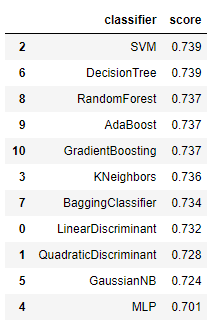 classifier score
2 SVM 0.739
6 DecisionTree 0.739
8 RandomForest 0.737
9 AdaBoost 0.737
10 GradientBoosting 0.737
3 KNeighbors 0.736
7 BaggingClassifier 0.734
0 LinearDiscriminant 0.732
1 QuadraticDiscriminant 0.728
5 GaussianNB 0.724
4 MLP 0.701